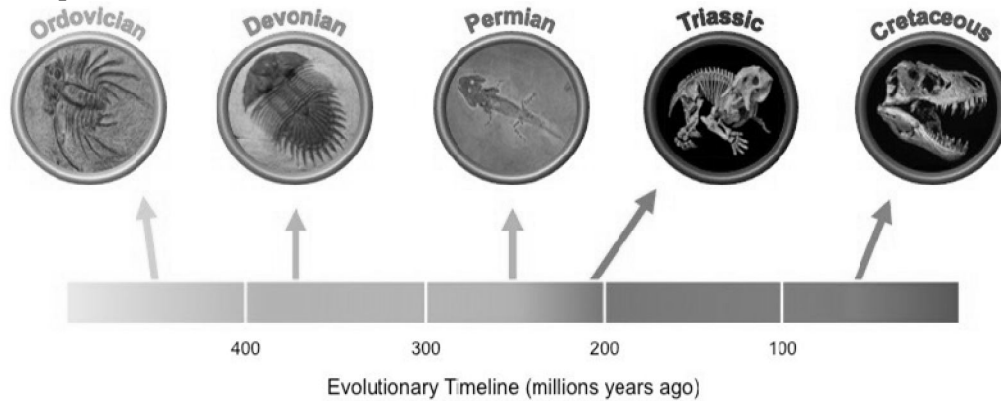 Ordovician Devonian Permian Triassic Cretaceous
400 300 200 100
Evolutionary Timeline (millions years ago)